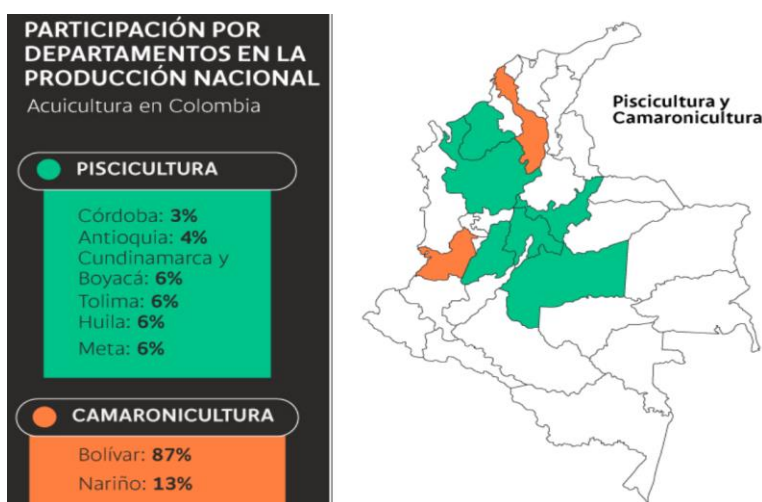 PARTICIPACIÓN POR
DEPARTAMENTOS EN LA
PRODUCCIÓN NACIONAL
Acuicultura en Colombia
PISCICULTURA
Córdoba: 3%
Antioquia: 4%
Cundinamarca y
Boyacá: 6%
Tolima: 6%
Huila: 6%
Meta: 6%
CAMARONICULTURA
Bolívar: 87%
Nariño: 13%
Piscicultura y
Camaronicultura